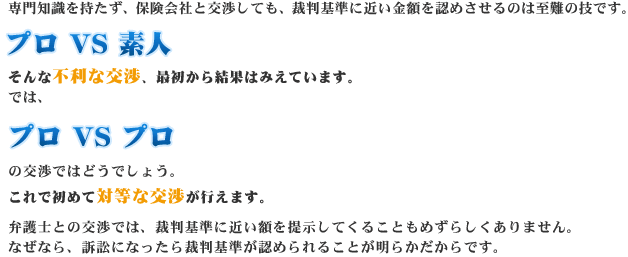 専門知識を持たず、保険会社と交渉しても、裁判基準に近い金額を認めさせるのは至難の技です。
プロ VS 素人
そんな不利な交渉、最初から結果はみえています。
では、
プロ VS プロ
の交渉ではどうでしょう。
これで初めて対等な交渉が行えます。
弁護士との交渉では、裁判基準に近い額を提示してくることもめずらしくありません。
なぜなら、訴訟になったら裁判基準が認められることが明らかだからです。